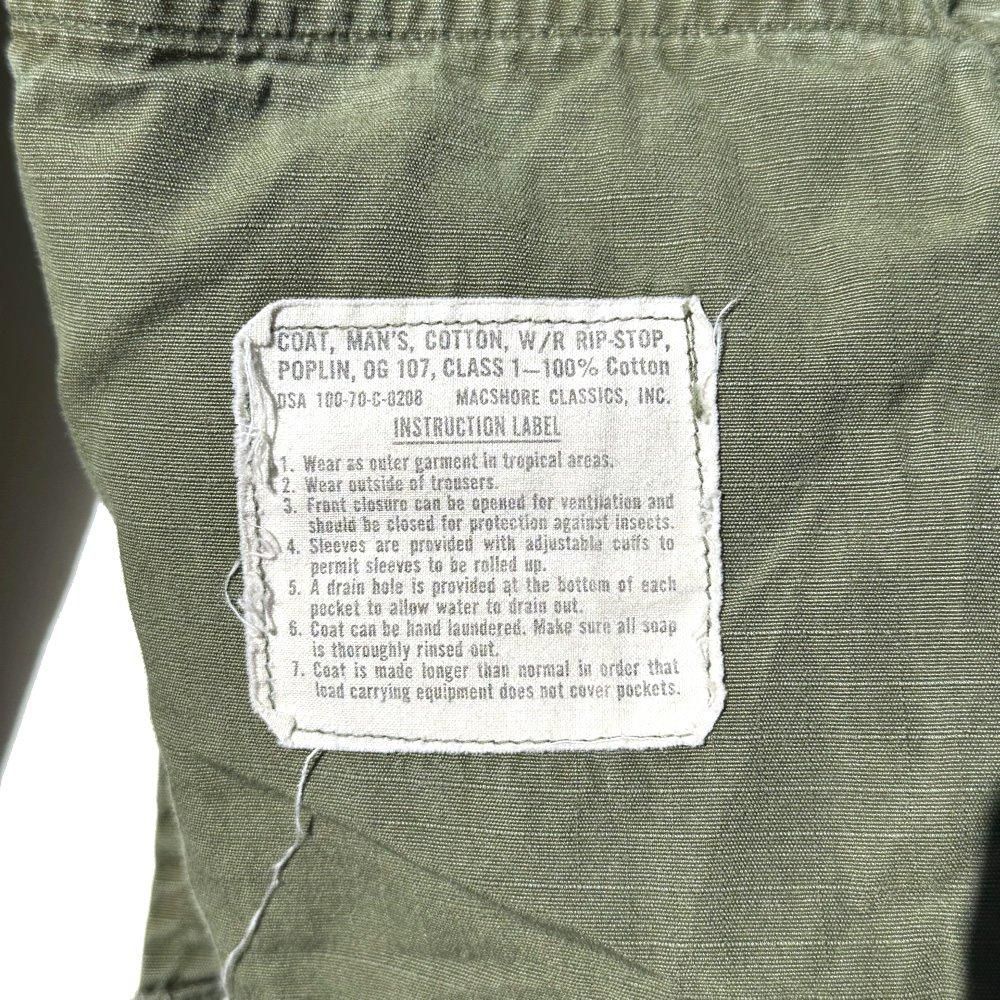 COAT, MAN'S, COTTON, W/R RIP-STOP,
POPLIN, OG 107, CLASS 1—100% Cotton
DSA 100-70-C-0208 MACSHORE CLASSICS, INC.
INSTRUCTION LABEL
1. Wear as outer garment in tropical areas.
2. Wear outside of trousers.
3. Front closure can be opened for ventilation and
should be closed for protection against insects.
4. Sleeves are provided with adjustable cuffs to
permit sleeves to be rolled up.
5. A drain hole is provided at the bottom of each
pocket to allow water to drain out.
6. Coat can be hand laundered. Make sure all soap
is thoroughly rinsed out.
7. Coat is made longer than normal in order that
load carrying equipment does not cover pockets.